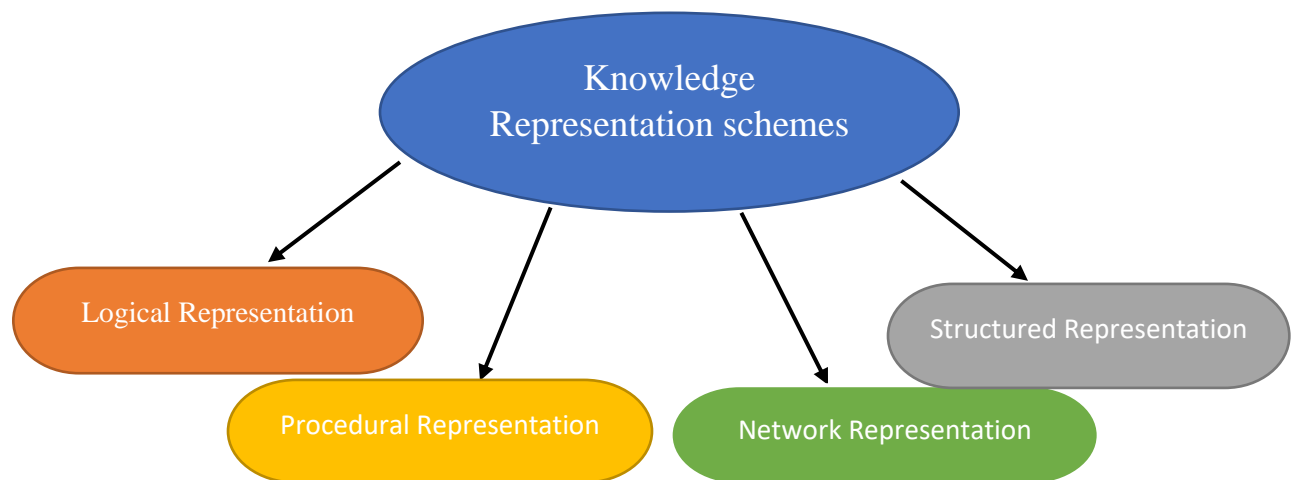 Knowledge
Representation schemes
Logical Representation
Structured Representation
Procedural Representation
Network Representation